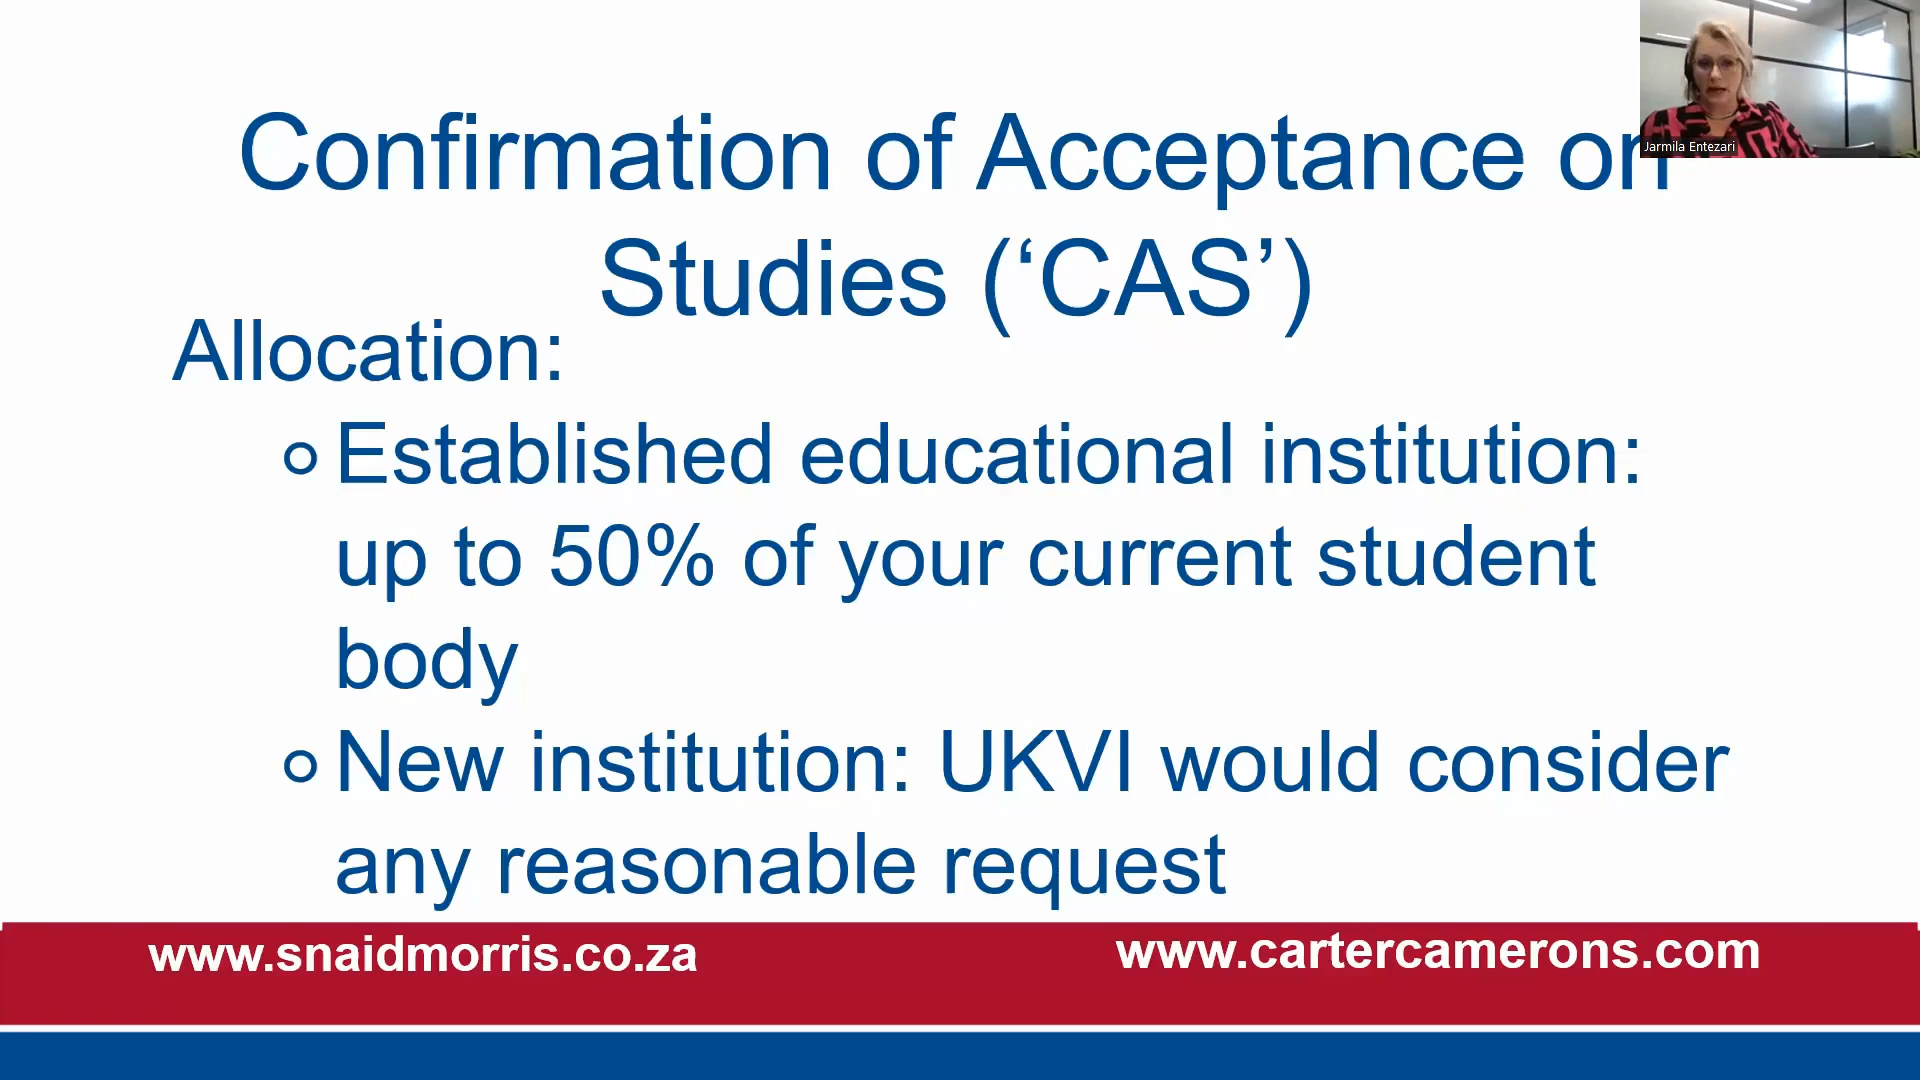 Confirmation of Acceptance on
Studies (‘CAS’)
Jarmila Entezari
Allocation:
Established educational institution:
up to 50% of your current student
body
New institution: UKVI would consider
any reasonable request
www.snaidmorris.co.za
www.cartercamerons.com